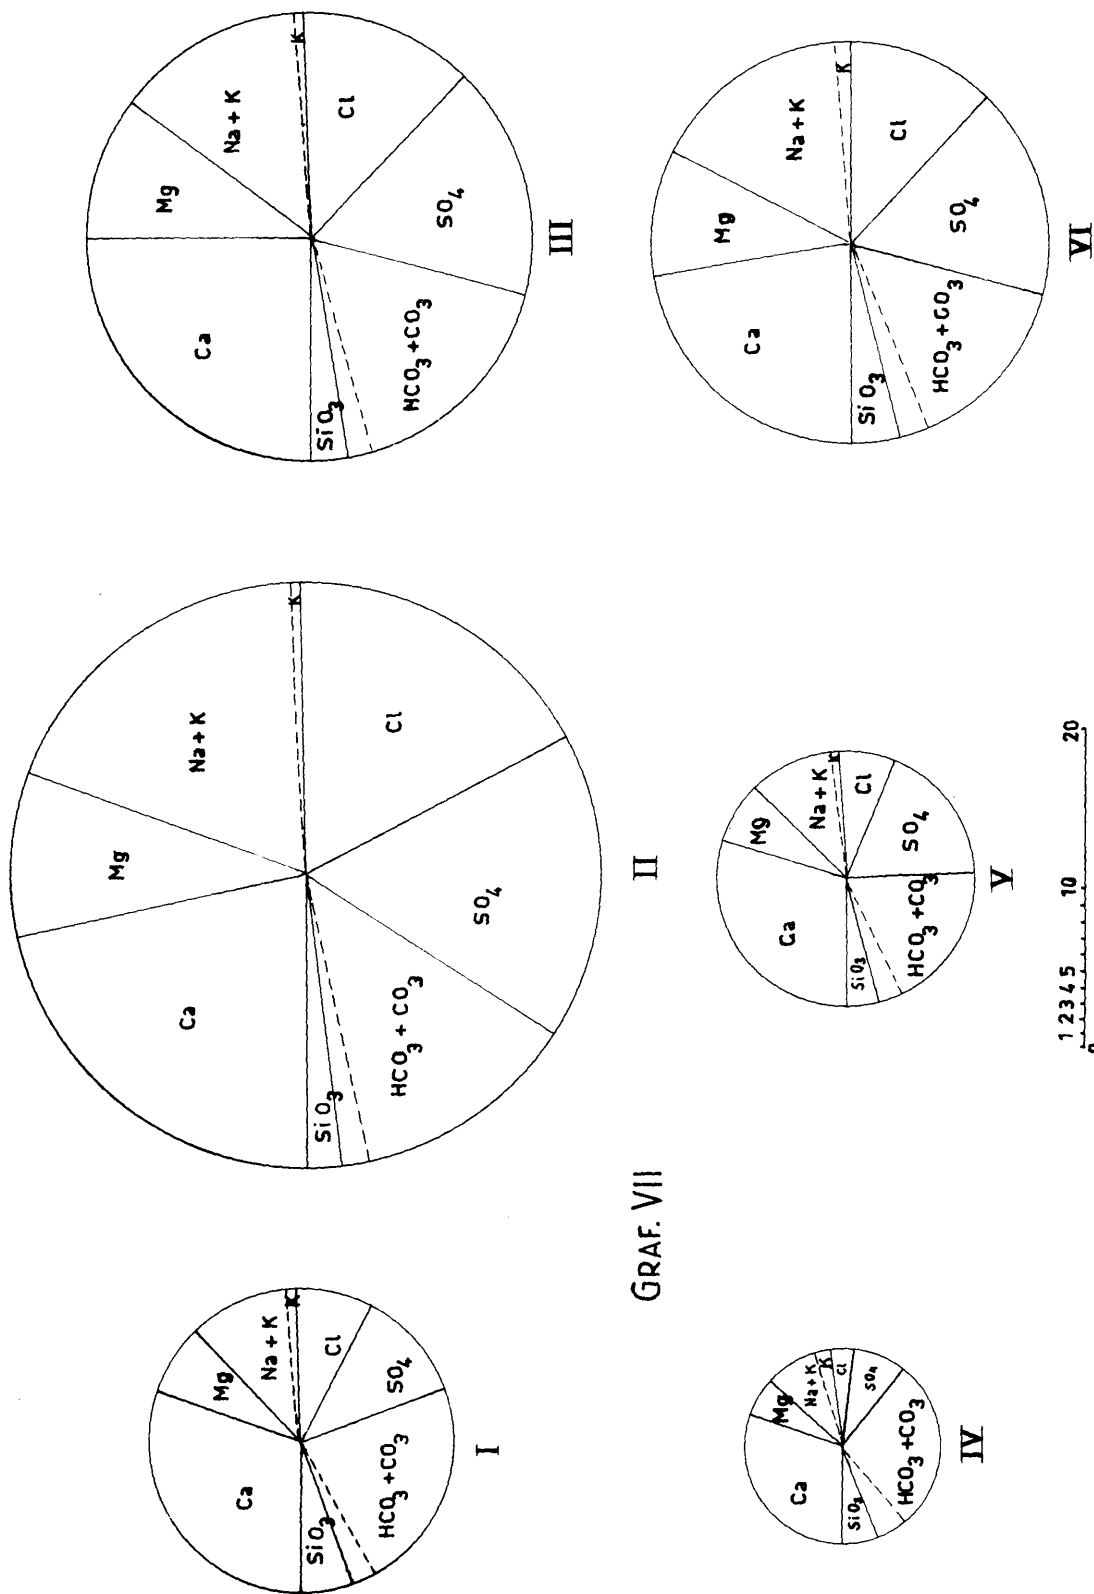 Ca
Mg
Na + K
K
Cl
SO4
HCO3 + CO3
SiO3
I
Ca
Mg
Na + K
K
Cl
SO4
HCO3 + CO3
SiO3
II
Ca
Mg
Na + K
K
Cl
SO4
HCO3 + CO3
SiO3
III
GRAF. VII
Ca
Mg
Na + K
K
Cl
SO4
HCO3 + CO3
SiO3
IV
Ca
Mg
Na + K
K
Cl
SO4
HCO3 + CO3
SiO3
V
Ca
Mg
Na + K
K
Cl
SO4
HCO3 + CO3
SiO3
VI
0 1 2 3 4 5 10 20